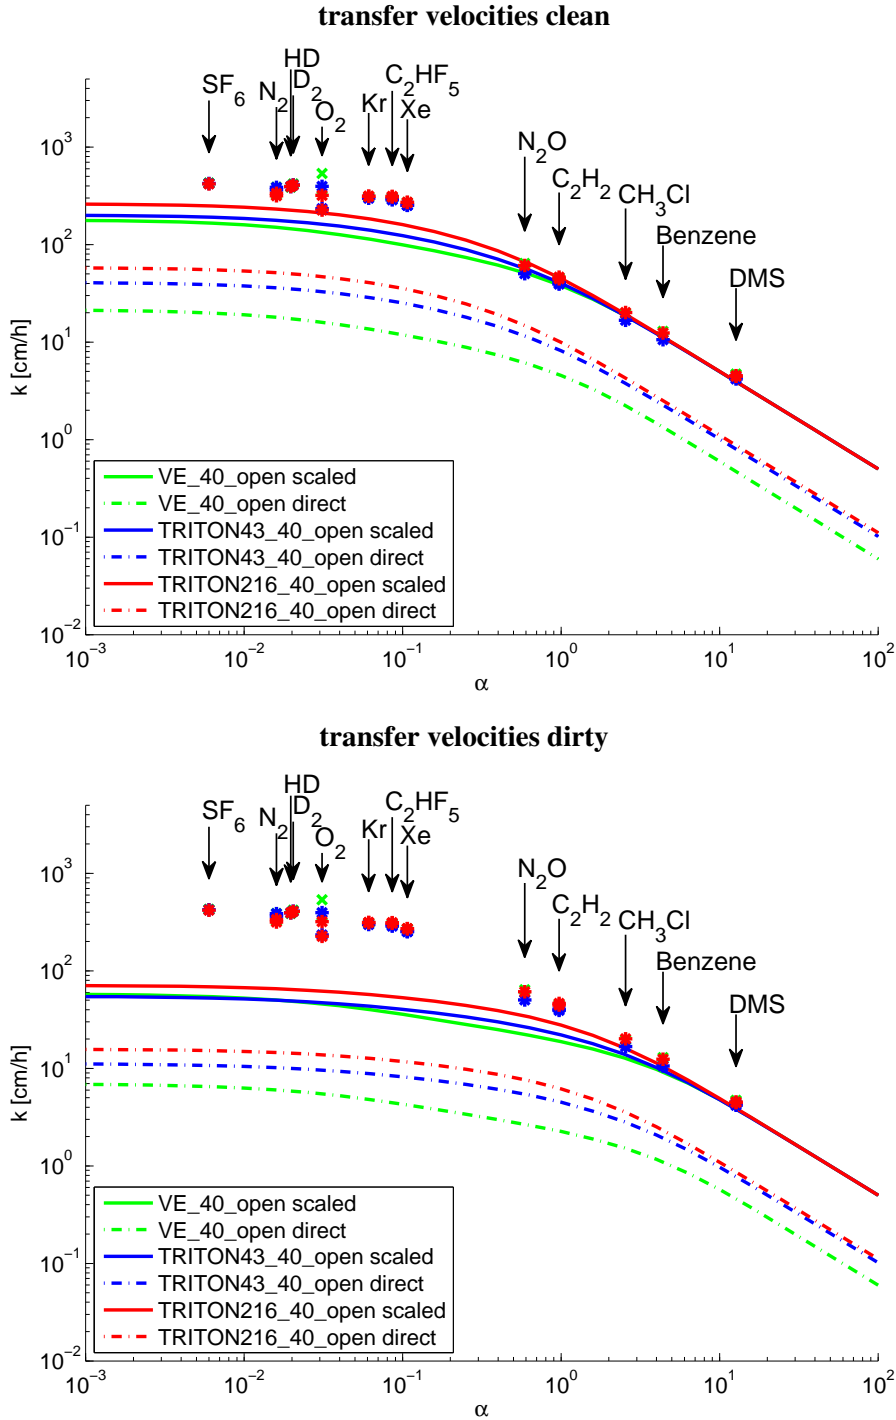 transfer velocities clean
HD
SF6
N2
D2
C2HF5
O2
Kr
Xe
N2O
C2H2
CH3Cl
Benzene
DMS
k [cm/h]
10^3
10^2
10^1
10^0
10^-1
10^-2
VE_40_open scaled
VE_40_open direct
TRITON43_40_open scaled
TRITON43_40_open direct
TRITON216_40_open scaled
TRITON216_40_open direct
10^-3 10^-2 10^-1 10^0 10^1 10^2
α
transfer velocities dirty
HD
SF6
N2
D2
C2HF5
O2
Kr
Xe
N2O
C2H2
CH3Cl
Benzene
DMS
k [cm/h]
10^3
10^2
10^1
10^0
10^-1
10^-2
VE_40_open scaled
VE_40_open direct
TRITON43_40_open scaled
TRITON43_40_open direct
TRITON216_40_open scaled
TRITON216_40_open direct
10^-3 10^-2 10^-1 10^0 10^1 10^2
α